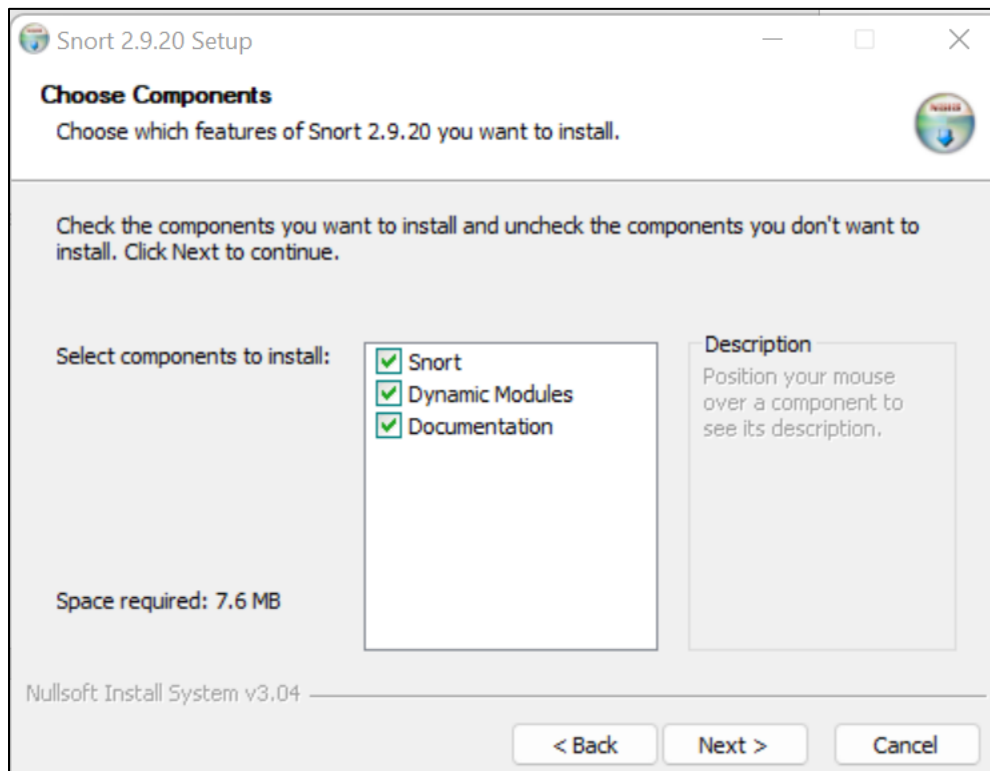 Snort 2.9.20 Setup
Choose Components
Choose which features of Snort 2.9.20 you want to install.
Check the components you want to install and uncheck the components you don't want to
install. Click Next to continue.
Select components to install:
Snort
Dynamic Modules
Documentation
Description
Position your mouse
over a component to
see its description.
Space required: 7.6 MB
Nullsoft Install System v3.04
< Back
Next >
Cancel